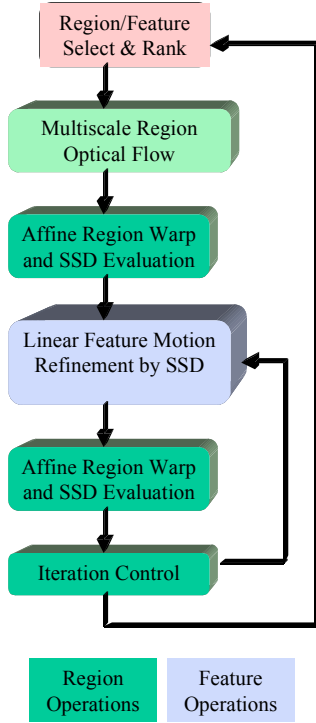 Region/Feature
Select & Rank
Multiscale Region
Optical Flow
Affine Region Warp
and SSD Evaluation
Linear Feature Motion
Refinement by SSD
Affine Region Warp
and SSD Evaluation
Iteration Control
Region
Operations
Feature
Operations